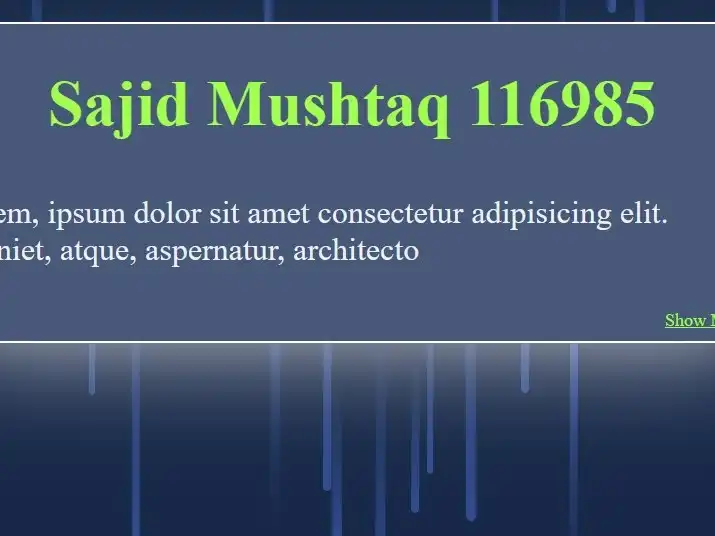 Sajid Mushtaq 116985
em, ipsum dolor sit amet consectetur adipisicing elit.
niet, atque, aspernatur, architecto
Show